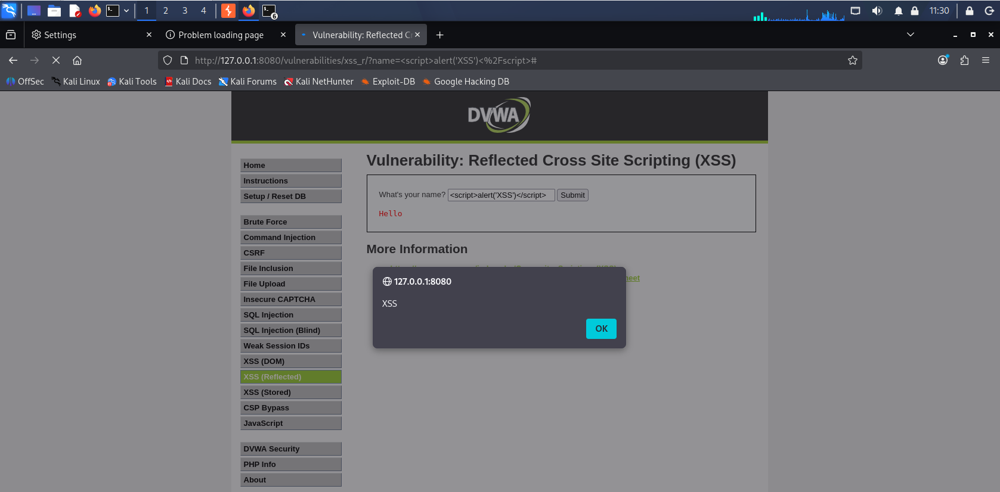 1 2 3 4 6 11:30
Settings Problem loading page Vulnerability: Reflected C
http://127.0.0.1:8080/vulnerabilities/xss_r/?name=<script>alert('XSS')<%2Fscript>#
OffSec Kali Linux Kali Tools Kali Docs Kali Forums Kali NetHunter Exploit-DB Google Hacking DB
DVWA
Home
Instructions
Setup / Reset DB
Brute Force
Command Injection
CSRF
File Inclusion
File Upload
Insecure CAPTCHA
SQL Injection
SQL Injection (Blind)
Weak Session IDs
XSS (DOM)
XSS (Reflected)
XSS (Stored)
CSP Bypass
JavaScript
DVWA Security
PHP Info
About
Vulnerability: Reflected Cross Site Scripting (XSS)
What's your name? <script>alert('XSS')</script> Submit
Hello
More Information
127.0.0.1:8080
XSS
OK